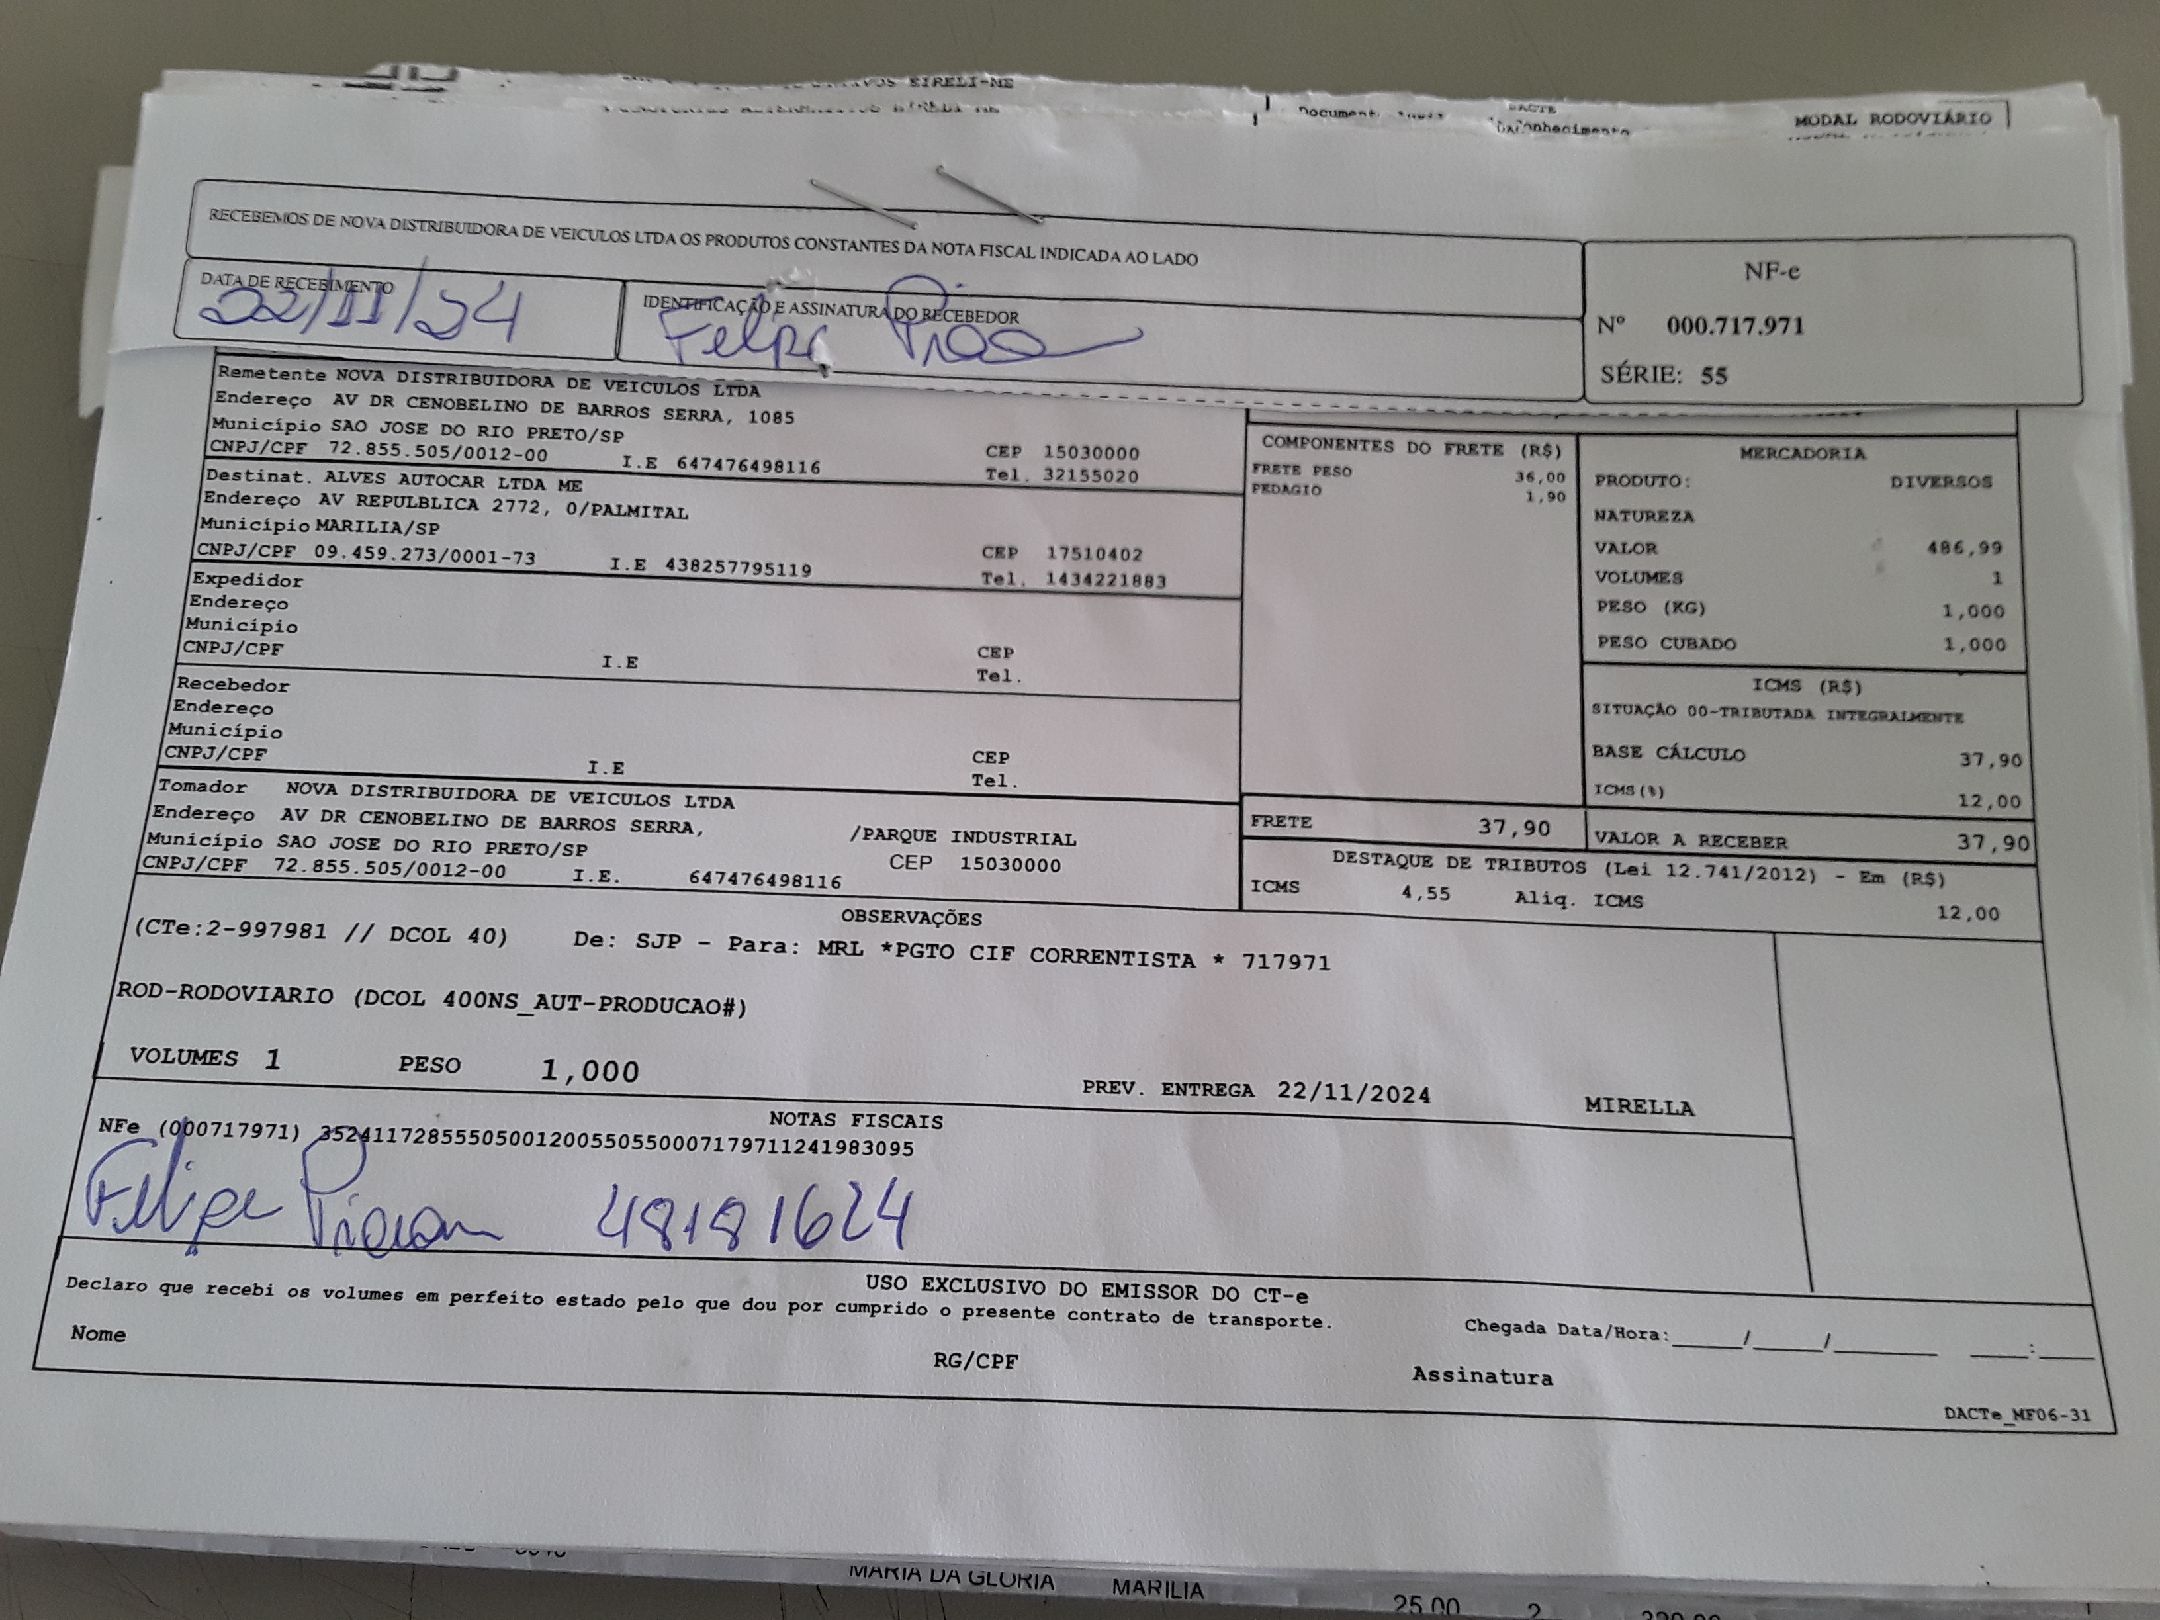 EIRELI-ME
MODAL RODOVIÁRIO
RECEBEMOS DE NOVA DISTRIBUIDORA DE VEICULOS LTDA OS PRODUTOS CONSTANTES DA NOTA FISCAL INDICADA AO LADO
DATA DE RECEBIMENTO
22/11/24
IDENTIFICAÇÃO E ASSINATURA DO RECEBEDOR
Felipe
NF-e
Nº 000.717.971
SÉRIE: 55
Remetente NOVA DISTRIBUIDORA DE VEICULOS LTDA
Endereço AV DR CENOBELINO DE BARROS SERRA, 1085
Município SAO JOSE DO RIO PRETO/SP CEP 15030000
CNPJ/CPF 72.855.505/0012-00 I.E 647476498116 Tel. 32155020
Destinat. ALVES AUTOCAR LTDA ME
Endereço AV REPULBLICA 2772, 0/PALMITAL
Município MARILIA/SP CEP 17510402
CNPJ/CPF 09.459.273/0001-73 I.E 438257795119 Tel. 1434221883
Expedidor
Endereço
Município CEP
CNPJ/CPF I.E Tel.
Recebedor
Endereço
Município CEP
CNPJ/CPF I.E Tel.
Tomador NOVA DISTRIBUIDORA DE VEICULOS LTDA
Endereço AV DR CENOBELINO DE BARROS SERRA, /PARQUE INDUSTRIAL
Município SAO JOSE DO RIO PRETO/SP CEP 15030000
CNPJ/CPF 72.855.505/0012-00 I.E. 647476498116
COMPONENTES DO FRETE (R$)
FRETE PESO 36,00
PEDAGIO 1,90
MERCADORIA
PRODUTO: DIVERSOS
NATUREZA
VALOR 486,99
VOLUMES 1
PESO (KG) 1,000
PESO CUBADO 1,000
ICMS (R$)
SITUAÇÃO 00-TRIBUTADA INTEGRALMENTE
BASE CÁLCULO 37,90
ICMS(%) 12,00
FRETE 37,90 VALOR A RECEBER 37,90
DESTAQUE DE TRIBUTOS (Lei 12.741/2012) - Em (R$)
ICMS 4,55 Aliq. ICMS 12,00
OBSERVAÇÕES
(CTe:2-997981 // DCOL 40) De: SJP - Para: MRL *PGTO CIF CORRENTISTA * 717971
ROD-RODOVIARIO (DCOL 400NS_AUT-PRODUCAO#)
VOLUMES 1 PESO 1,000 PREV. ENTREGA 22/11/2024 MIRELLA
NOTAS FISCAIS
NFe (000717971) 35241172855505001200550550007179711241983095
Felipe 48181624
USO EXCLUSIVO DO EMISSOR DO CT-e
Declaro que recebi os volumes em perfeito estado pelo que dou por cumprido o presente contrato de transporte.
Chegada Data/Hora:_____/_____/_______ ____:____
Nome RG/CPF Assinatura
DACTe_MF06-31
MARIA DA GLORIA MARILIA 25,00 2